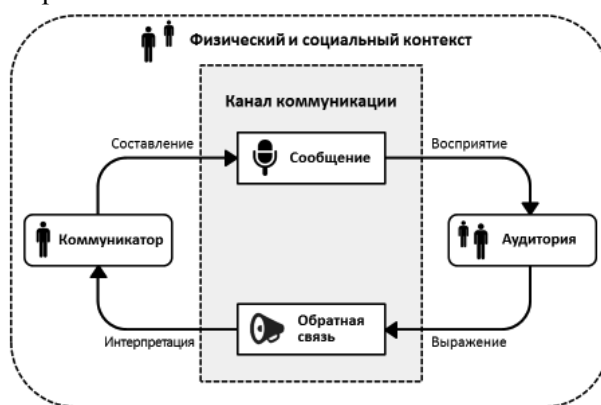 Физический и социальный контекст
Канал коммуникации
Составление
Сообщение
Восприятие
Коммуникатор
Аудитория
Интерпретация
Обратная
связь
Выражение